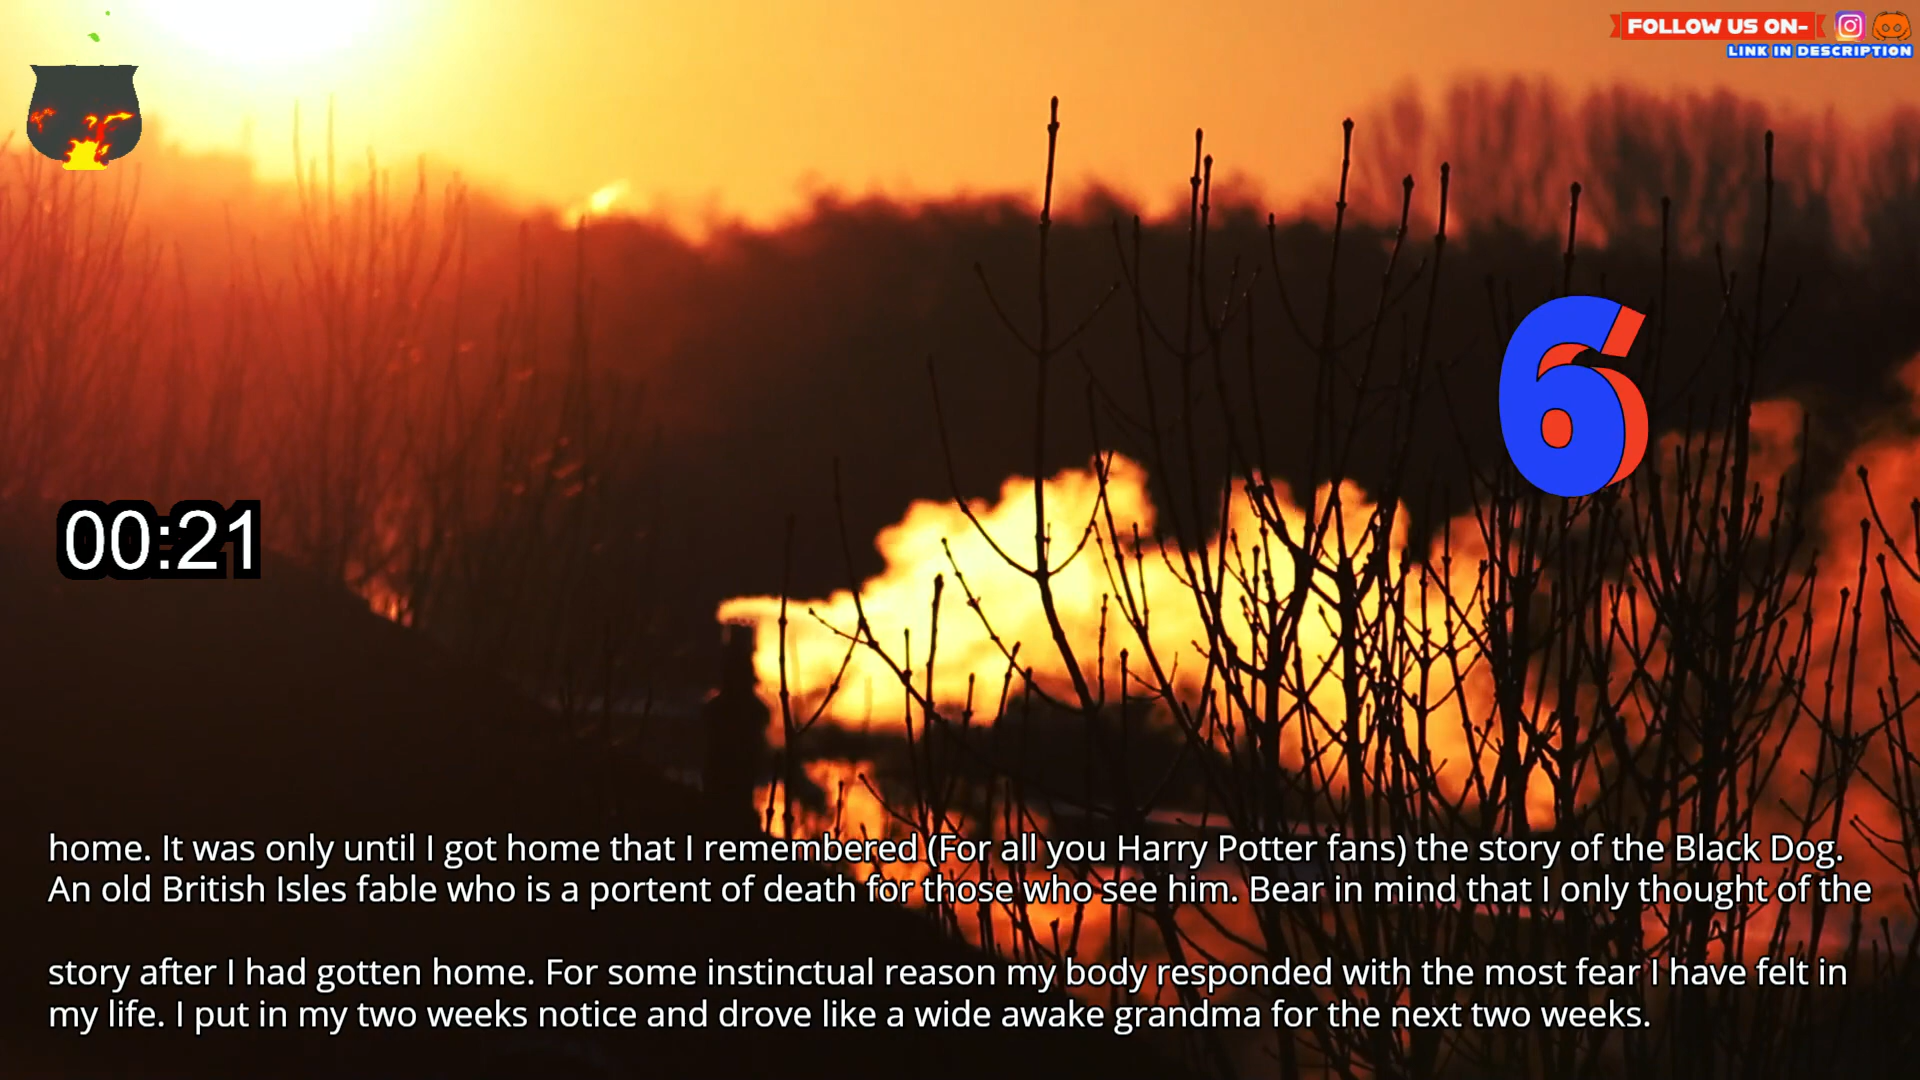 FOLLOW US ON-
LINK IN DESCRIPTION
6
00:21
home. It was only until I got home that I remembered (For all you Harry Potter fans) the story of the Black Dog.
An old British Isles fable who is a portent of death for those who see him. Bear in mind that I only thought of the
story after I had gotten home. For some instinctual reason my body responded with the most fear I have felt in
my life. I put in my two weeks notice and drove like a wide awake grandma for the next two weeks.